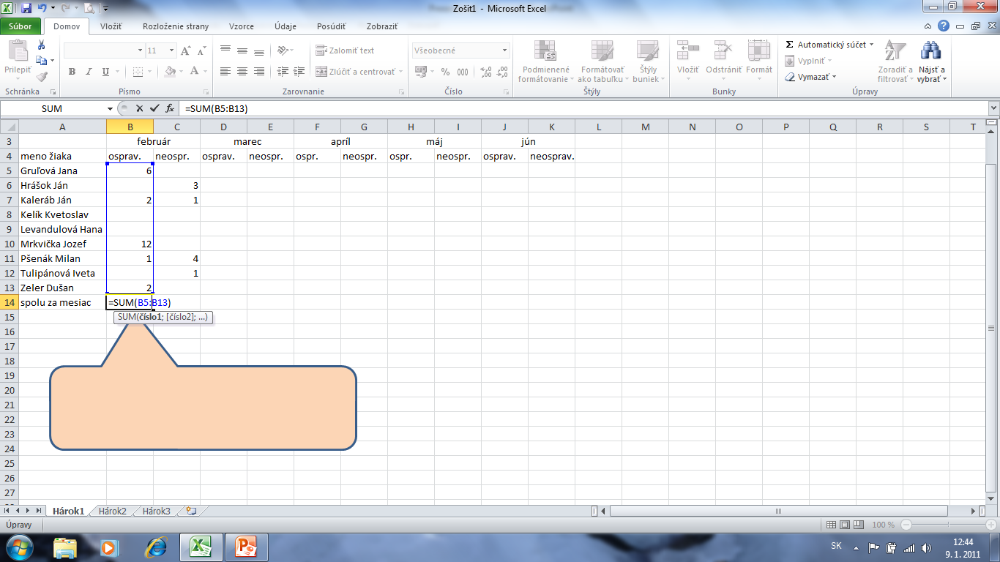 Zošit1 - Microsoft Excel
Súbor Domov Vložiť Rozloženie strany Vzorce Údaje Posúdiť Zobraziť
Prilepiť
11
B I U
A A
Zalomiť text
Zlúčiť a centrovať
Všeobecné
% 000
Podmienené formátovanie
Formátovať ako tabuľku
Štýly buniek
Vložiť Odstrániť Formát
Σ Automatický súčet
Vyplniť
Vymazať
Zoradiť a filtrovať
Nájsť a vybrať
Schránka Písmo Zarovnanie Číslo Štýly Bunky Úpravy
SUM fx =SUM(B5:B13)
A B C D E F G H I J K L M N O P Q R S T
3 február marec apríl máj jún
4 meno žiaka osprav. neospr. osprav. neospr. ospr. neospr. ospr. neospr. osprav. neosprav.
5 Gruľová Jana 6
6 Hrášok Ján 3
7 Kaleráb Ján 2 1
8 Kelík Kvetoslav
9 Levandulová Hana
10 Mrkvička Jozef 12
11 Pšenák Milan 1 4
12 Tulipánová Iveta 1
13 Zeler Dušan 2
14 spolu za mesiac =SUM(B5:B13)
15 SUM(číslo1; [číslo2]; ...)
16
17
18
19
20
21
22
23
24
25
26
27
Hárok1 Hárok2 Hárok3
Úpravy 100 %
SK 12:44
9. 1. 2011